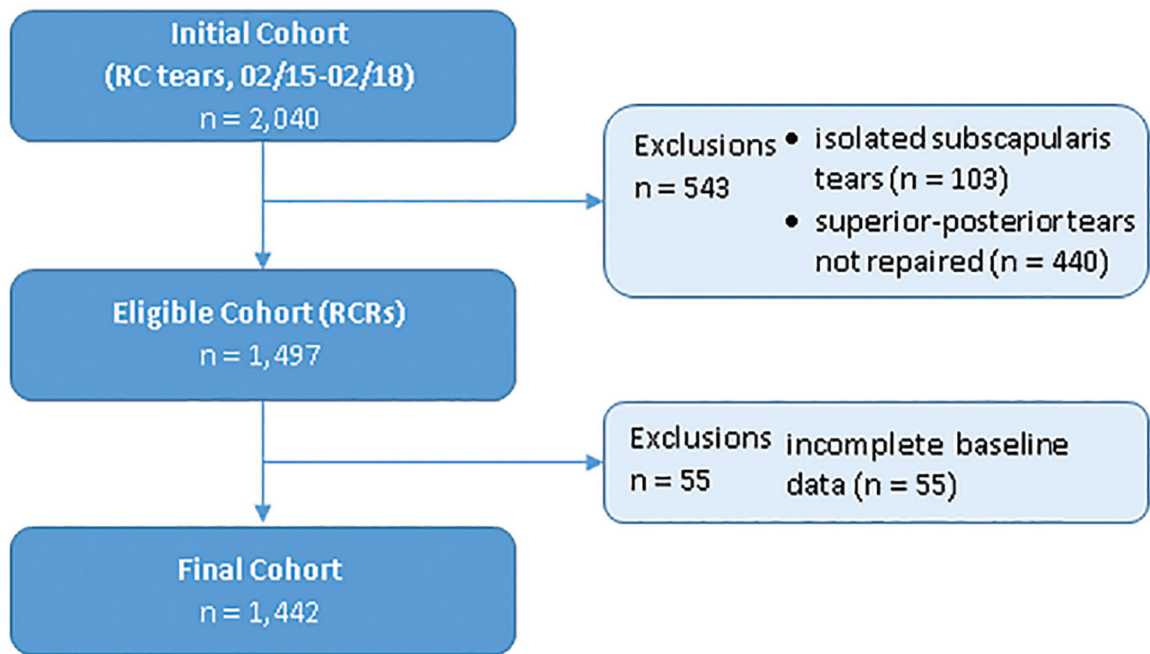 Initial Cohort
(RC tears, 02/15-02/18)
n = 2,040
Exclusions
n = 543
• isolated subscapularis
tears (n = 103)
• superior-posterior tears
not repaired (n = 440)
Eligible Cohort (RCRs)
n = 1,497
Exclusions
n = 55
incomplete baseline
data (n = 55)
Final Cohort
n = 1,442